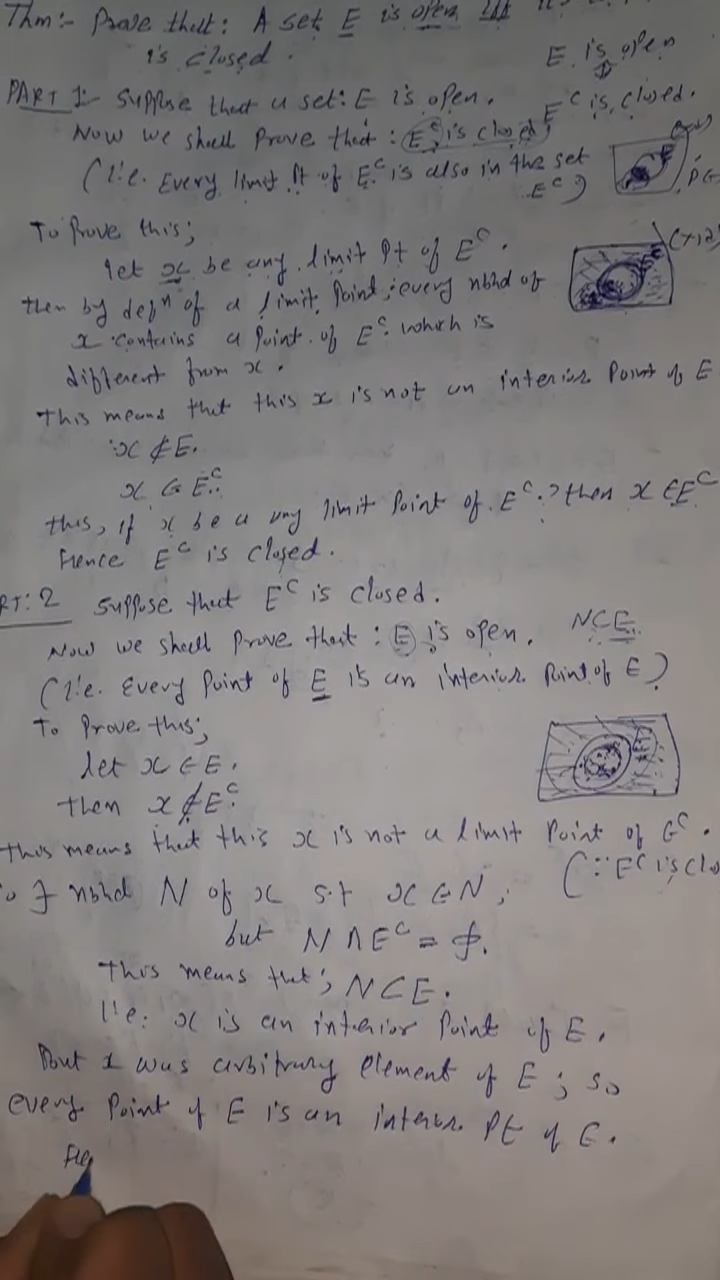 Thm:- Prove that: A set E is open iff
is closed.
E is open
⇕
E^c is closed.
PART 1:- Suppose that a set: E is open.
Now we shall Prove that: E^c is closed,
(i.e. Every limit Pt of E^c is also in the set
E^c)
To Prove this;
let x be any limit Pt of E^c.
then by def^n of a limit Point; every nbhd of
x contains a Point of E^c which is
different from x.
This means that this x is not an interior Point of E
∴ x ∉ E.
x ∈ E^c.
thus, if x be a any limit Point of E^c ⇒ then x ∈ E^c
Hence E^c is closed.
RT: 2 Suppose that E^c is closed.
Now we shall Prove that: E is open.
N⊂E
(i.e. Every Point of E is an interior Point of E)
To Prove this;
let x ∈ E.
then x ∉ E^c
This means that this x is not a limit Point of E^c.
∃ nbhd N of x s.t x ∈ N; (∵ E^c is clo
but N ∩ E^c = ϕ.
This means that; N ⊂ E.
i.e. x is an interior Point of E.
But x was arbitrary element of E; so
every Point of E is an interior Pt of E.